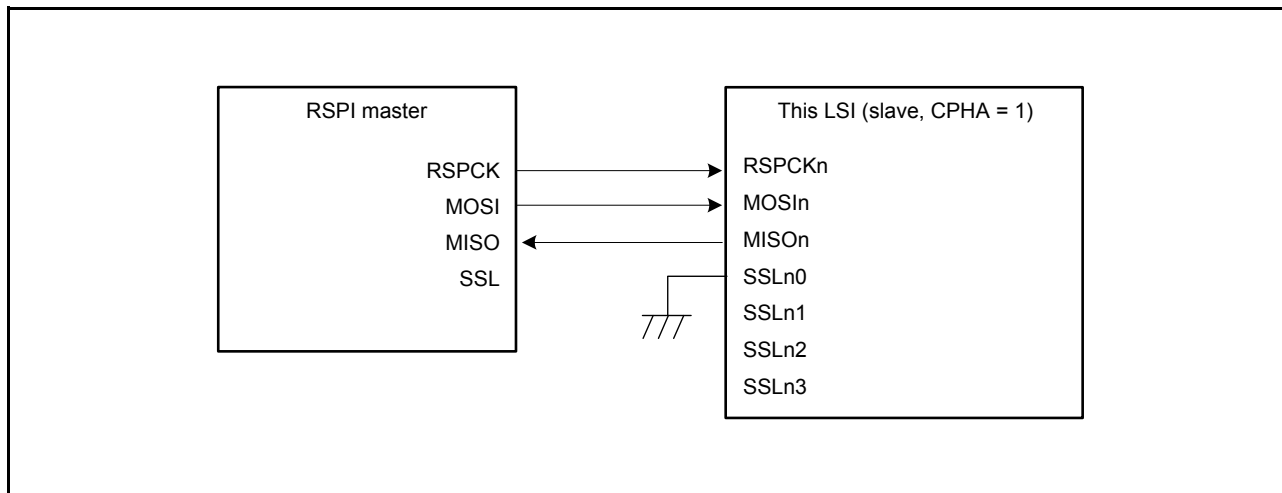 RSPI master
RSPCK
MOSI
MISO
SSL
This LSI (slave, CPHA = 1)
RSPCKn
MOSIn
MISOn
SSLn0
SSLn1
SSLn2
SSLn3